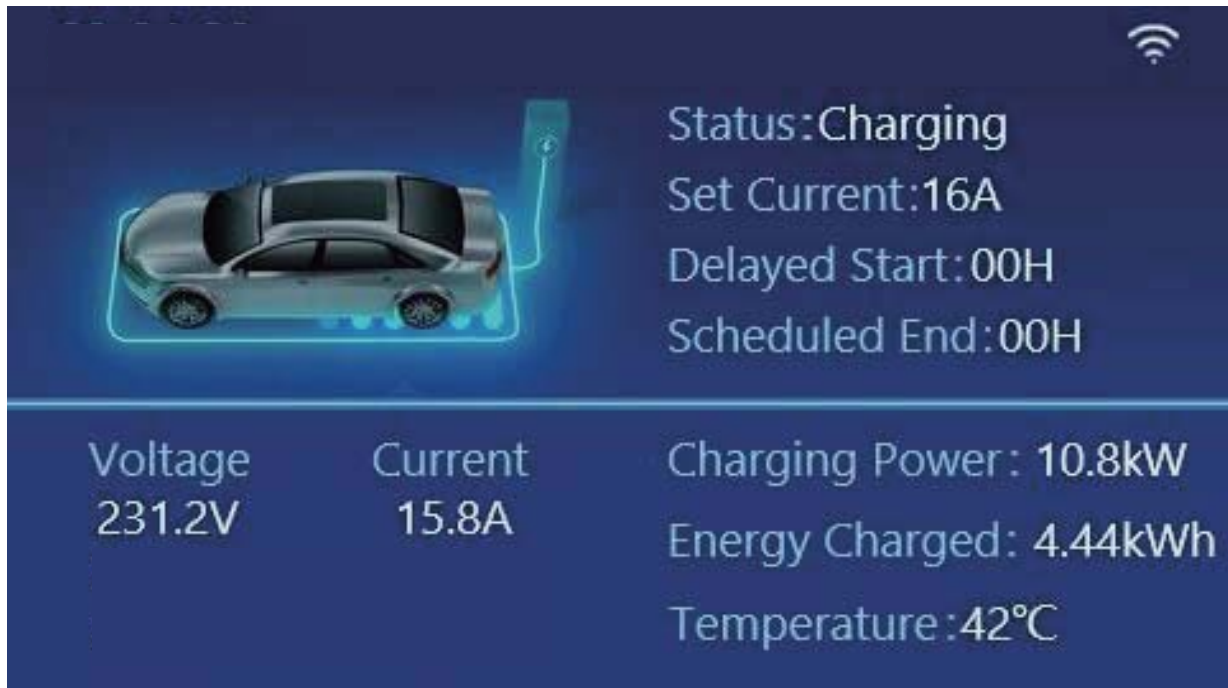 Status:Charging
Set Current:16A
Delayed Start:00H
Scheduled End:00H
Voltage Current
231.2V 15.8A
Charging Power: 10.8kW
Energy Charged: 4.44kWh
Temperature:42℃